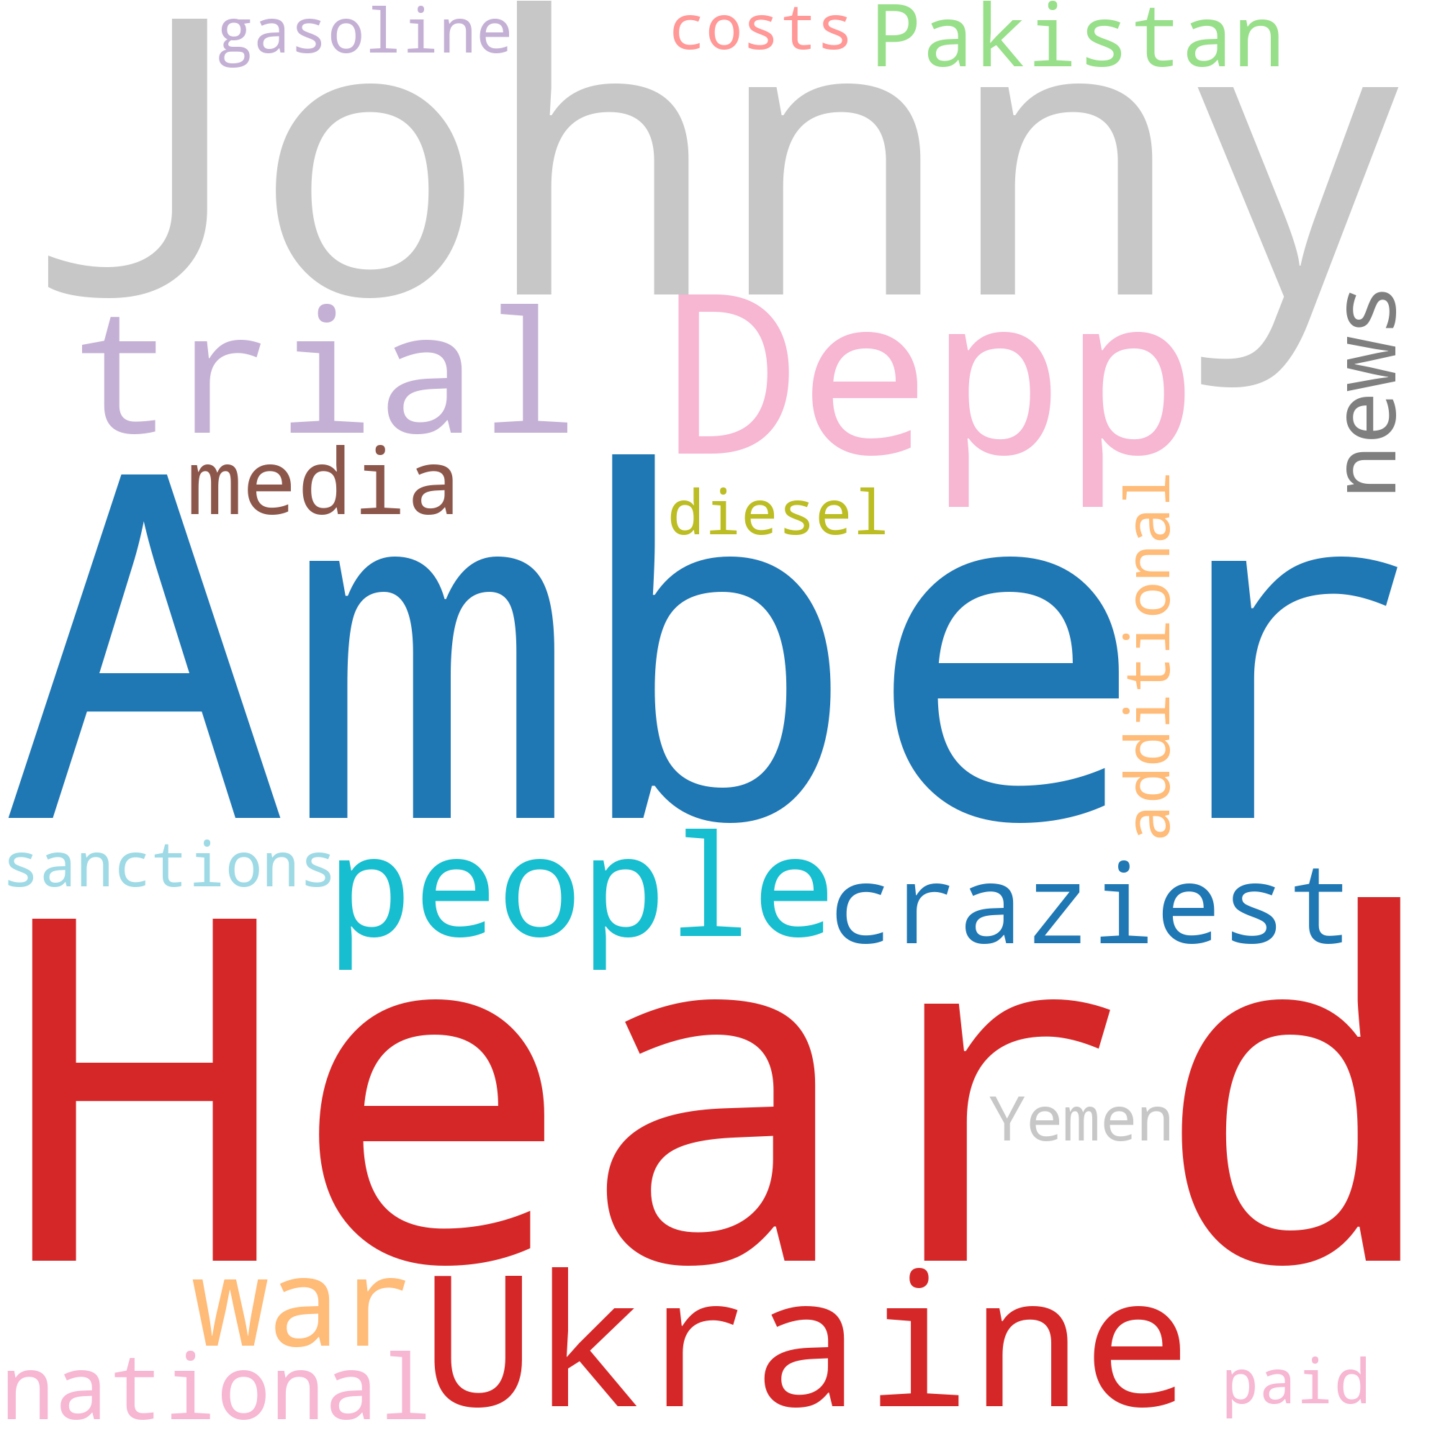 gasoline costs Pakistan
Johnny
trial Depp news
media diesel additional
Amber
sanctions people craziest
Heard
Yemen
war Ukraine
national paid